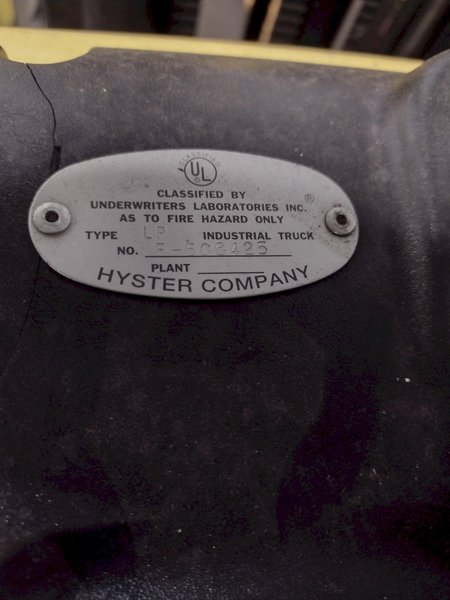 CLASSIFIED
UL
®
CLASSIFIED BY
UNDERWRITERS LABORATORIES INC.®
AS TO FIRE HAZARD ONLY
TYPE LP INDUSTRIAL TRUCK
NO.
PLANT
HYSTER COMPANY